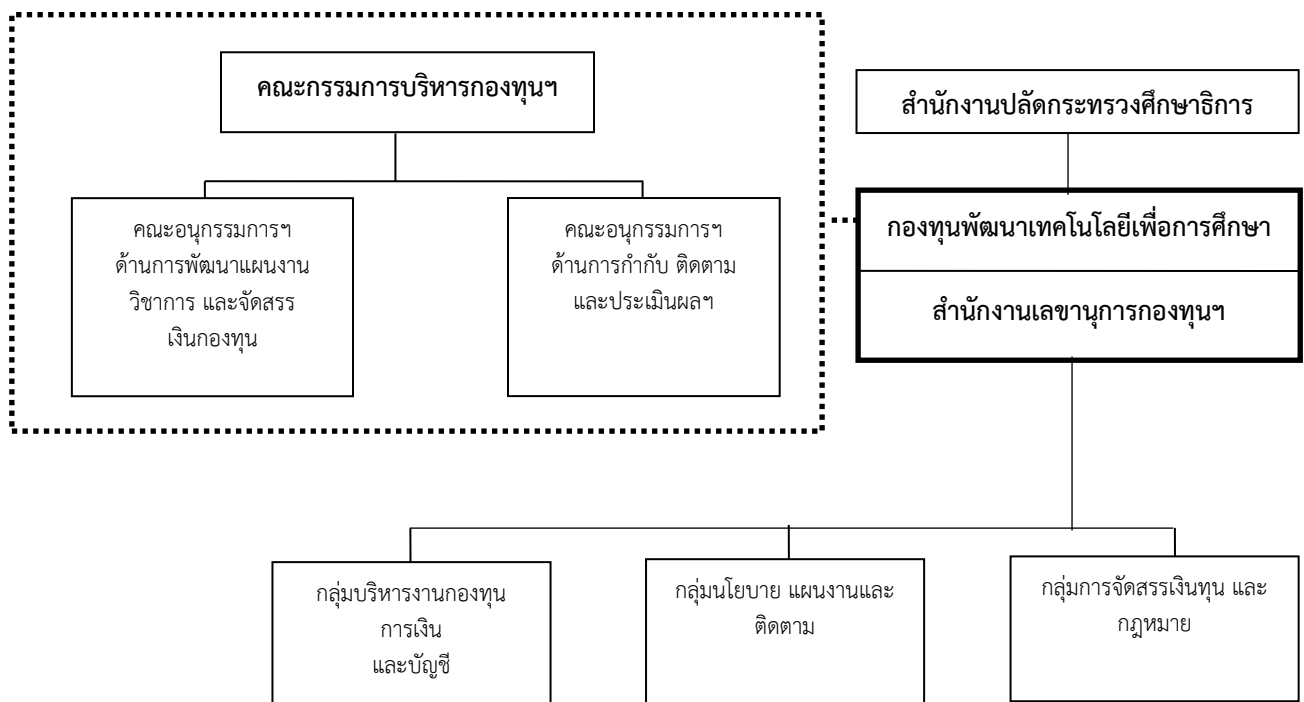 คณะกรรมการบริหารกองทุนฯ
สำนักงานปลัดกระทรวงศึกษาธิการ
คณะอนุกรรมการฯ
ด้านการพัฒนาแผนงาน
วิชาการ และจัดสรร
เงินกองทุน
คณะอนุกรรมการฯ
ด้านการกำกับ ติดตาม
และประเมินผลฯ
กองทุนพัฒนาเทคโนโลยีเพื่อการศึกษา
สำนักงานเลขานุการกองทุนฯ
กลุ่มบริหารงานกองทุน
การเงิน
และบัญชี
กลุ่มนโยบาย แผนงานและ
ติดตาม
กลุ่มการจัดสรรเงินทุน และ
กฎหมาย